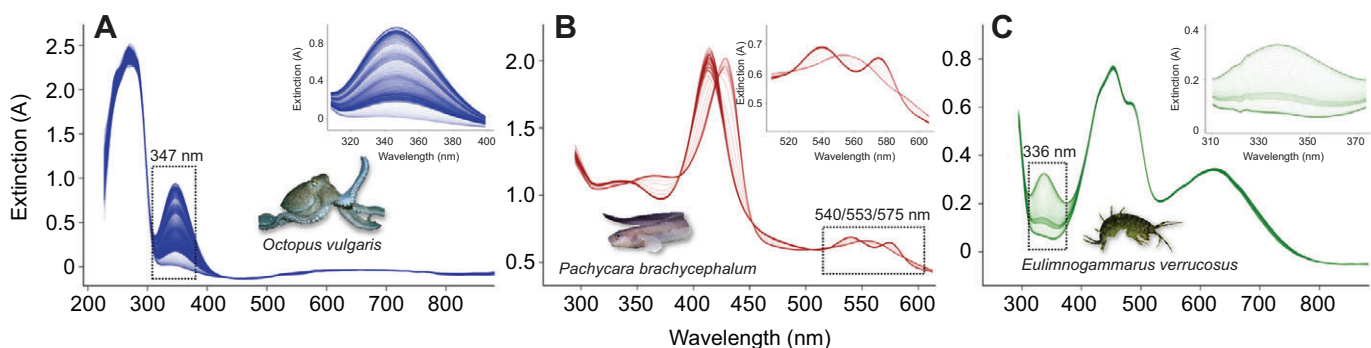 A
Extinction (A)
2.5
2.0
1.5
1.0
0.5
0
200 300 400 500 600 700 800
347 nm
Octopus vulgaris
Extinction (A)
0.8
0.4
0
320 340 360 380 400
Wavelength (nm)
B
2.0
1.5
1.0
0.5
300 400 500 600
540/553/575 nm
Pachycara brachycephalum
Extinction (A)
0.7
0.6
0.5
510 540 560 580 600
Wavelength (nm)
Wavelength (nm)
C
0.8
0.6
0.4
0.2
0
300 400 500 600 700 800
336 nm
Eulimnogammarus verrucosus
Extinction (A)
0.4
0.2
0
310 330 350 370
Wavelength (nm)